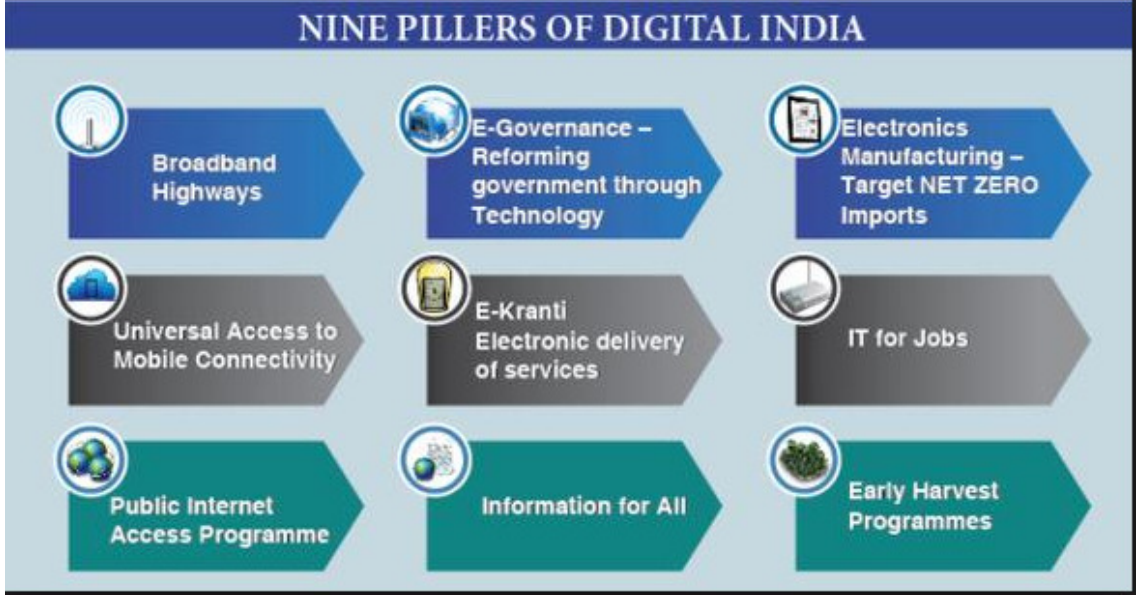 NINE PILLERS OF DIGITAL INDIA
Broadband
Highways
E-Governance –
Reforming
government through
Technology
Electronics
Manufacturing –
Target NET ZERO
Imports
Universal Access to
Mobile Connectivity
E-Kranti
Electronic delivery
of services
IT for Jobs
Public Internet
Access Programme
Information for All
Early Harvest
Programmes